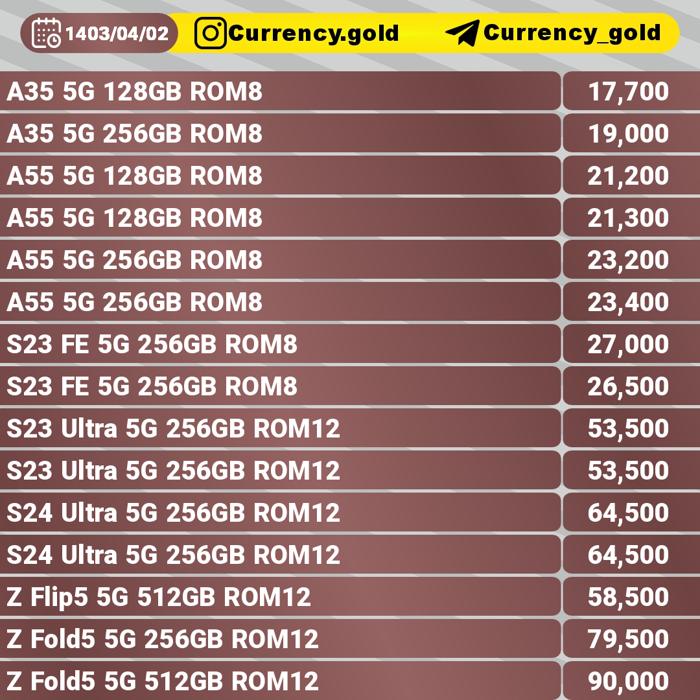 1403/04/02 Currency.gold Currency_gold
A35 5G 128GB ROM8 17,700
A35 5G 256GB ROM8 19,000
A55 5G 128GB ROM8 21,200
A55 5G 128GB ROM8 21,300
A55 5G 256GB ROM8 23,200
A55 5G 256GB ROM8 23,400
S23 FE 5G 256GB ROM8 27,000
S23 FE 5G 256GB ROM8 26,500
S23 Ultra 5G 256GB ROM12 53,500
S23 Ultra 5G 256GB ROM12 53,500
S24 Ultra 5G 256GB ROM12 64,500
S24 Ultra 5G 256GB ROM12 64,500
Z Flip5 5G 512GB ROM12 58,500
Z Fold5 5G 256GB ROM12 79,500
Z Fold5 5G 512GB ROM12 90,000